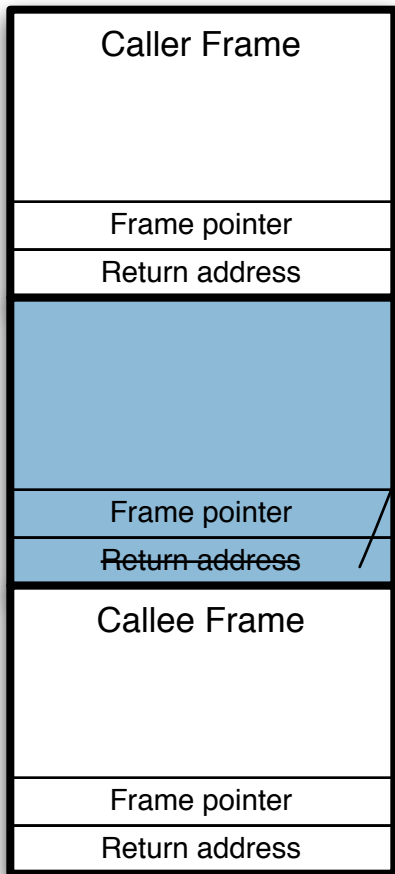 Caller Frame
Frame pointer
Return address
Frame pointer
Return address
Callee Frame
Frame pointer
Return address